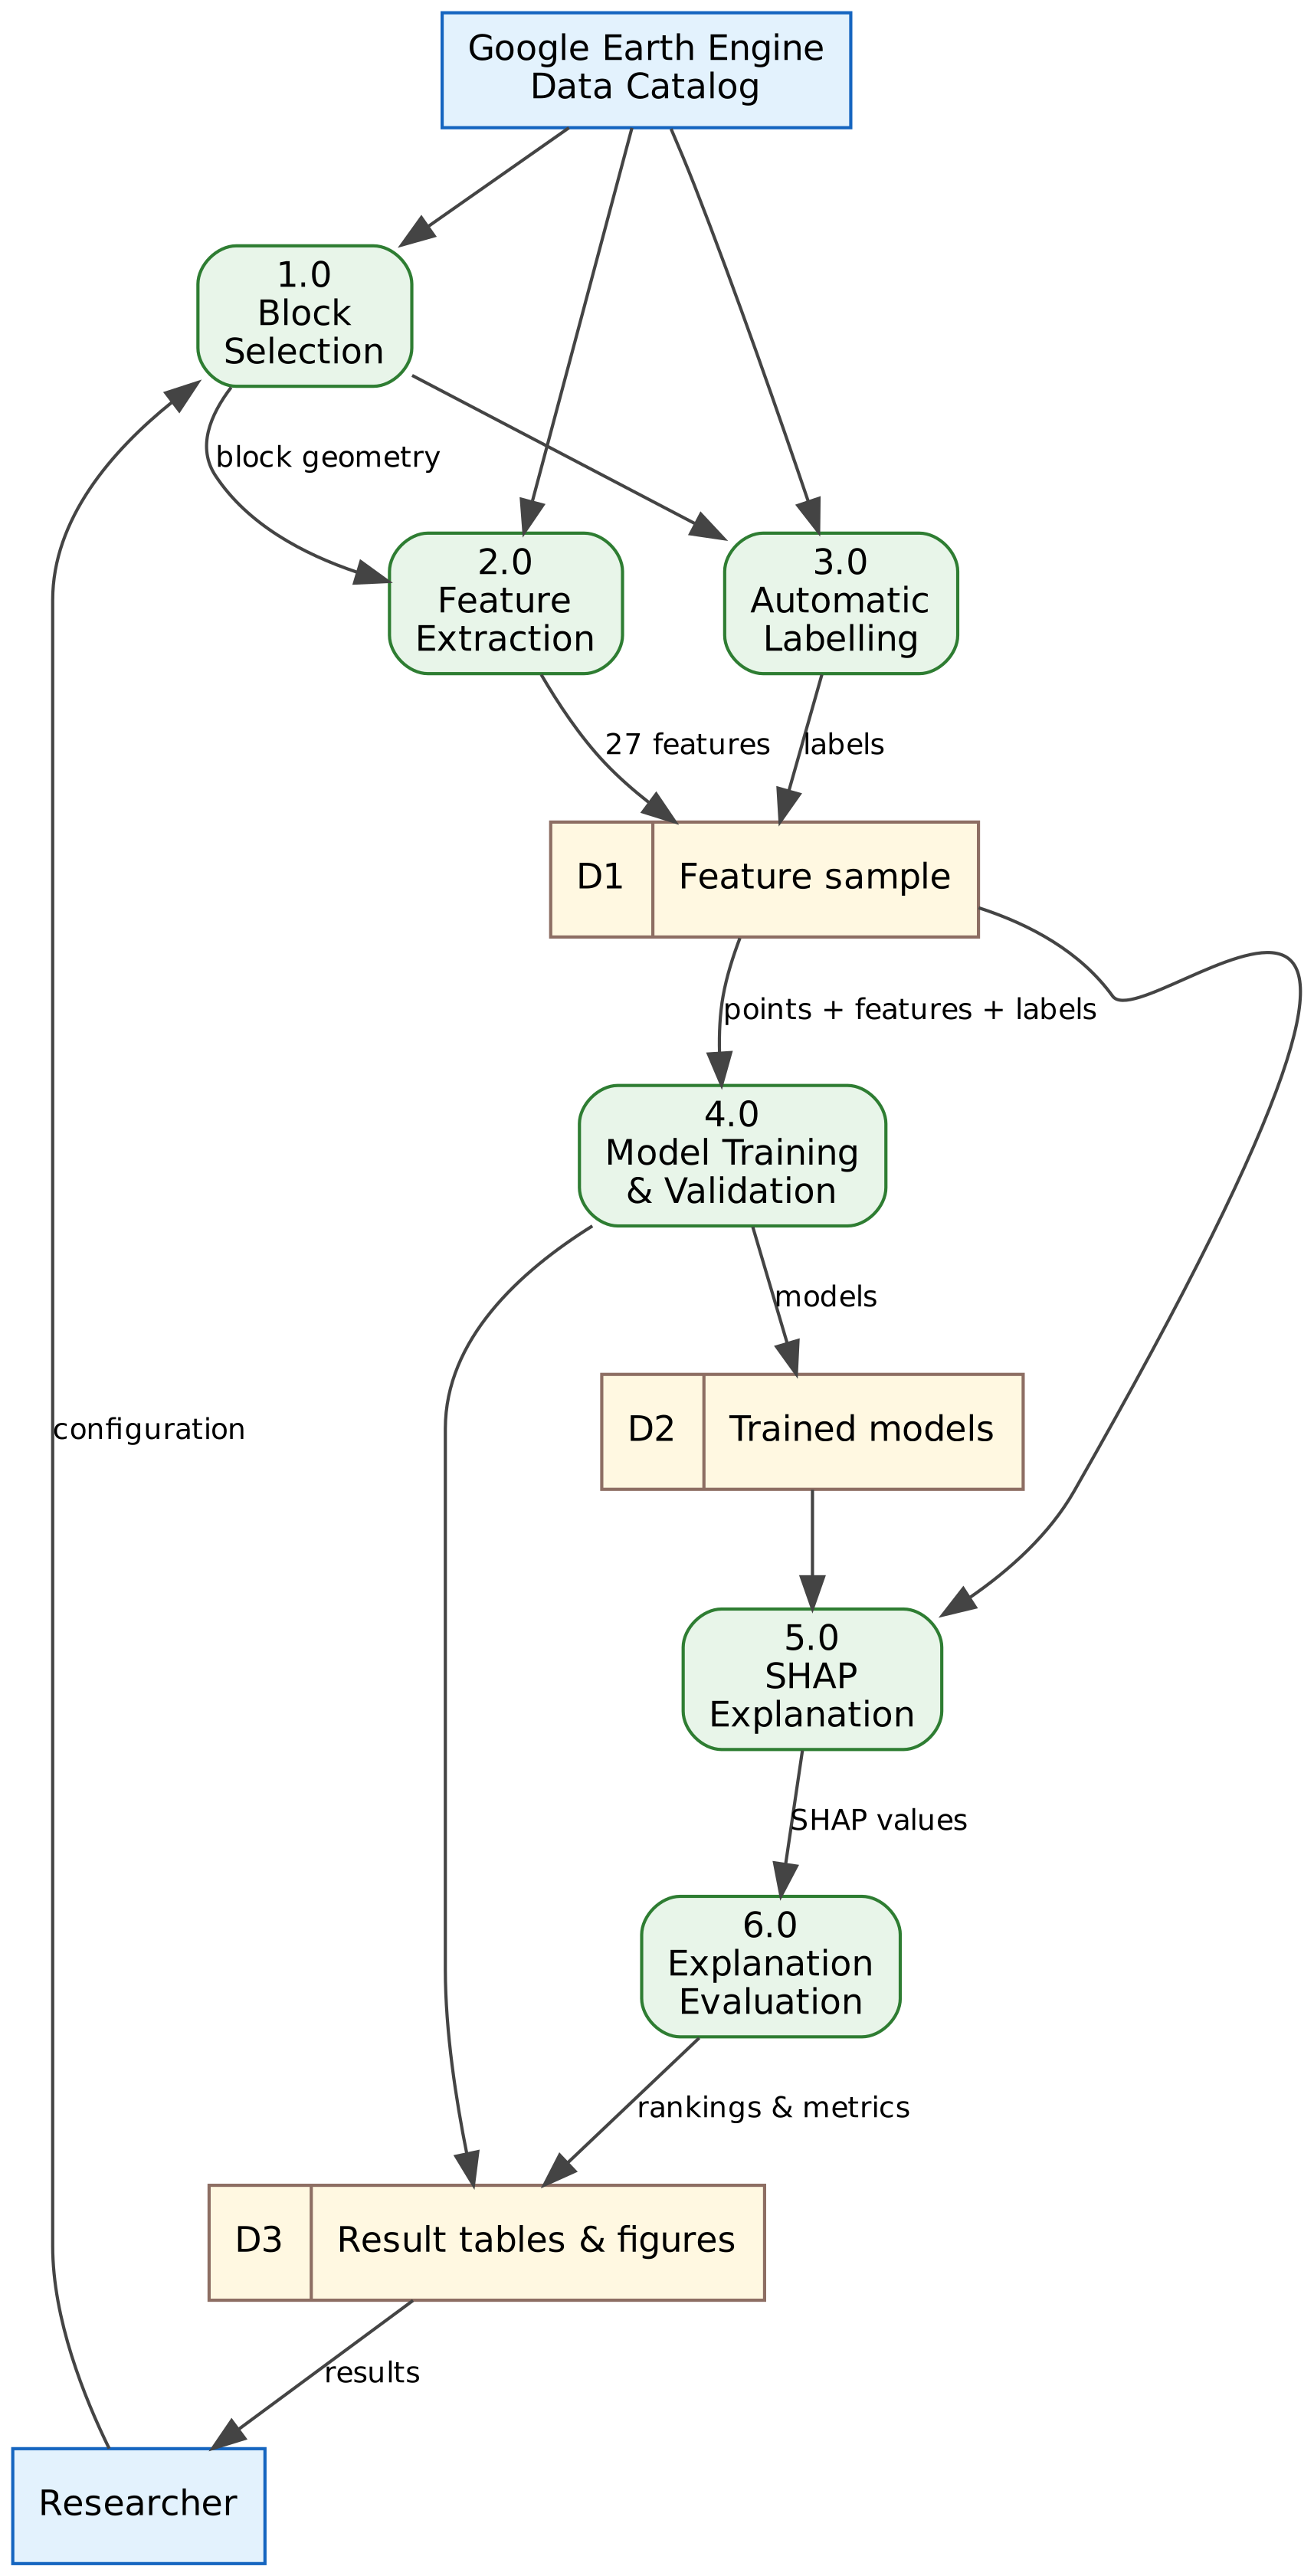 Google Earth Engine
Data Catalog
1.0
Block
Selection
block geometry
2.0
Feature
Extraction
3.0
Automatic
Labelling
27 features
labels
D1
Feature sample
points + features + labels
4.0
Model Training
& Validation
models
D2
Trained models
configuration
5.0
SHAP
Explanation
SHAP values
6.0
Explanation
Evaluation
rankings & metrics
D3
Result tables & figures
results
Researcher